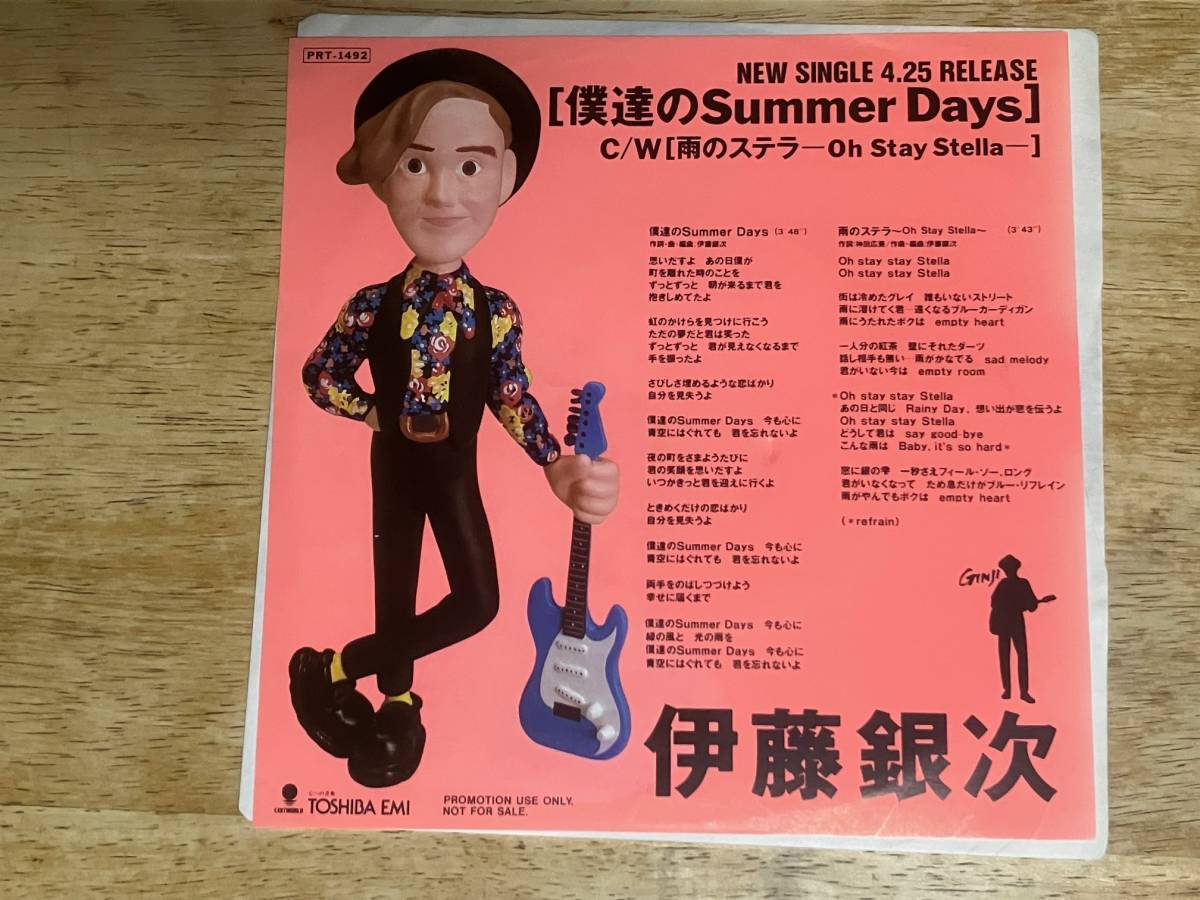 PRT-1492
NEW SINGLE 4.25 RELEASE
[僕達のSummer Days]
C/W[雨のステラ—Oh Stay Stella—]
僕達のSummer Days (3'48")
作詞・曲・編曲:伊藤銀次
思いだすよ あの日僕が
町を離れた時のことを
ずっとずっと 朝が来るまで君を
抱きしめてたよ
虹のかけらを見つけに行こう
ただの夢だと君は笑った
ずっとずっと 君が見えなくなるまで
手を振ったよ
さびしさ埋めるような恋ばかり
自分を見失うよ
僕達のSummer Days 今も心に
青空にはぐれても 君を忘れないよ
夜の町をさまようたびに
君の笑顔を思いだすよ
いつかきっと君を迎えに行くよ
ときめくだけの恋ばかり
自分を見失うよ
僕達のSummer Days 今も心に
青空にはぐれても 君を忘れないよ
両手をのばしつづけよう
幸せに届くまで
僕達のSummer Days 今も心に
緑の風と 光の雨を
僕達のSummer Days 今も心に
青空にはぐれても 君を忘れないよ
雨のステラ〜Oh Stay Stella〜 (3'43")
作詞:神田広美/作曲・編曲:伊藤銀次
Oh stay stay Stella
Oh stay stay Stella
街は冷めたグレイ 誰もいないストリート
雨に溶けてく君—遠くなるブルーカーディガン
雨にうたれたボクは empty heart
一人分の紅茶 壁にそれたダーツ
話し相手も無い—雨がかなでる sad melody
君がいない今は empty room
*Oh stay stay Stella
あの日と同じ Rainy Day, 想い出が窓を伝うよ
Oh stay stay Stella
どうして君は say good-bye
こんな雨は Baby, it's so hard*
窓に銀の雫 一秒さえフィール・ソー・ロング
君がいなくなって ため息だけがブルー・リフレイン
雨がやんでもボクは empty heart
(*refrain)
GINJI
伊藤銀次
EASTWORLD
TOSHIBA EMI
PROMOTION USE ONLY.
NOT FOR SALE.